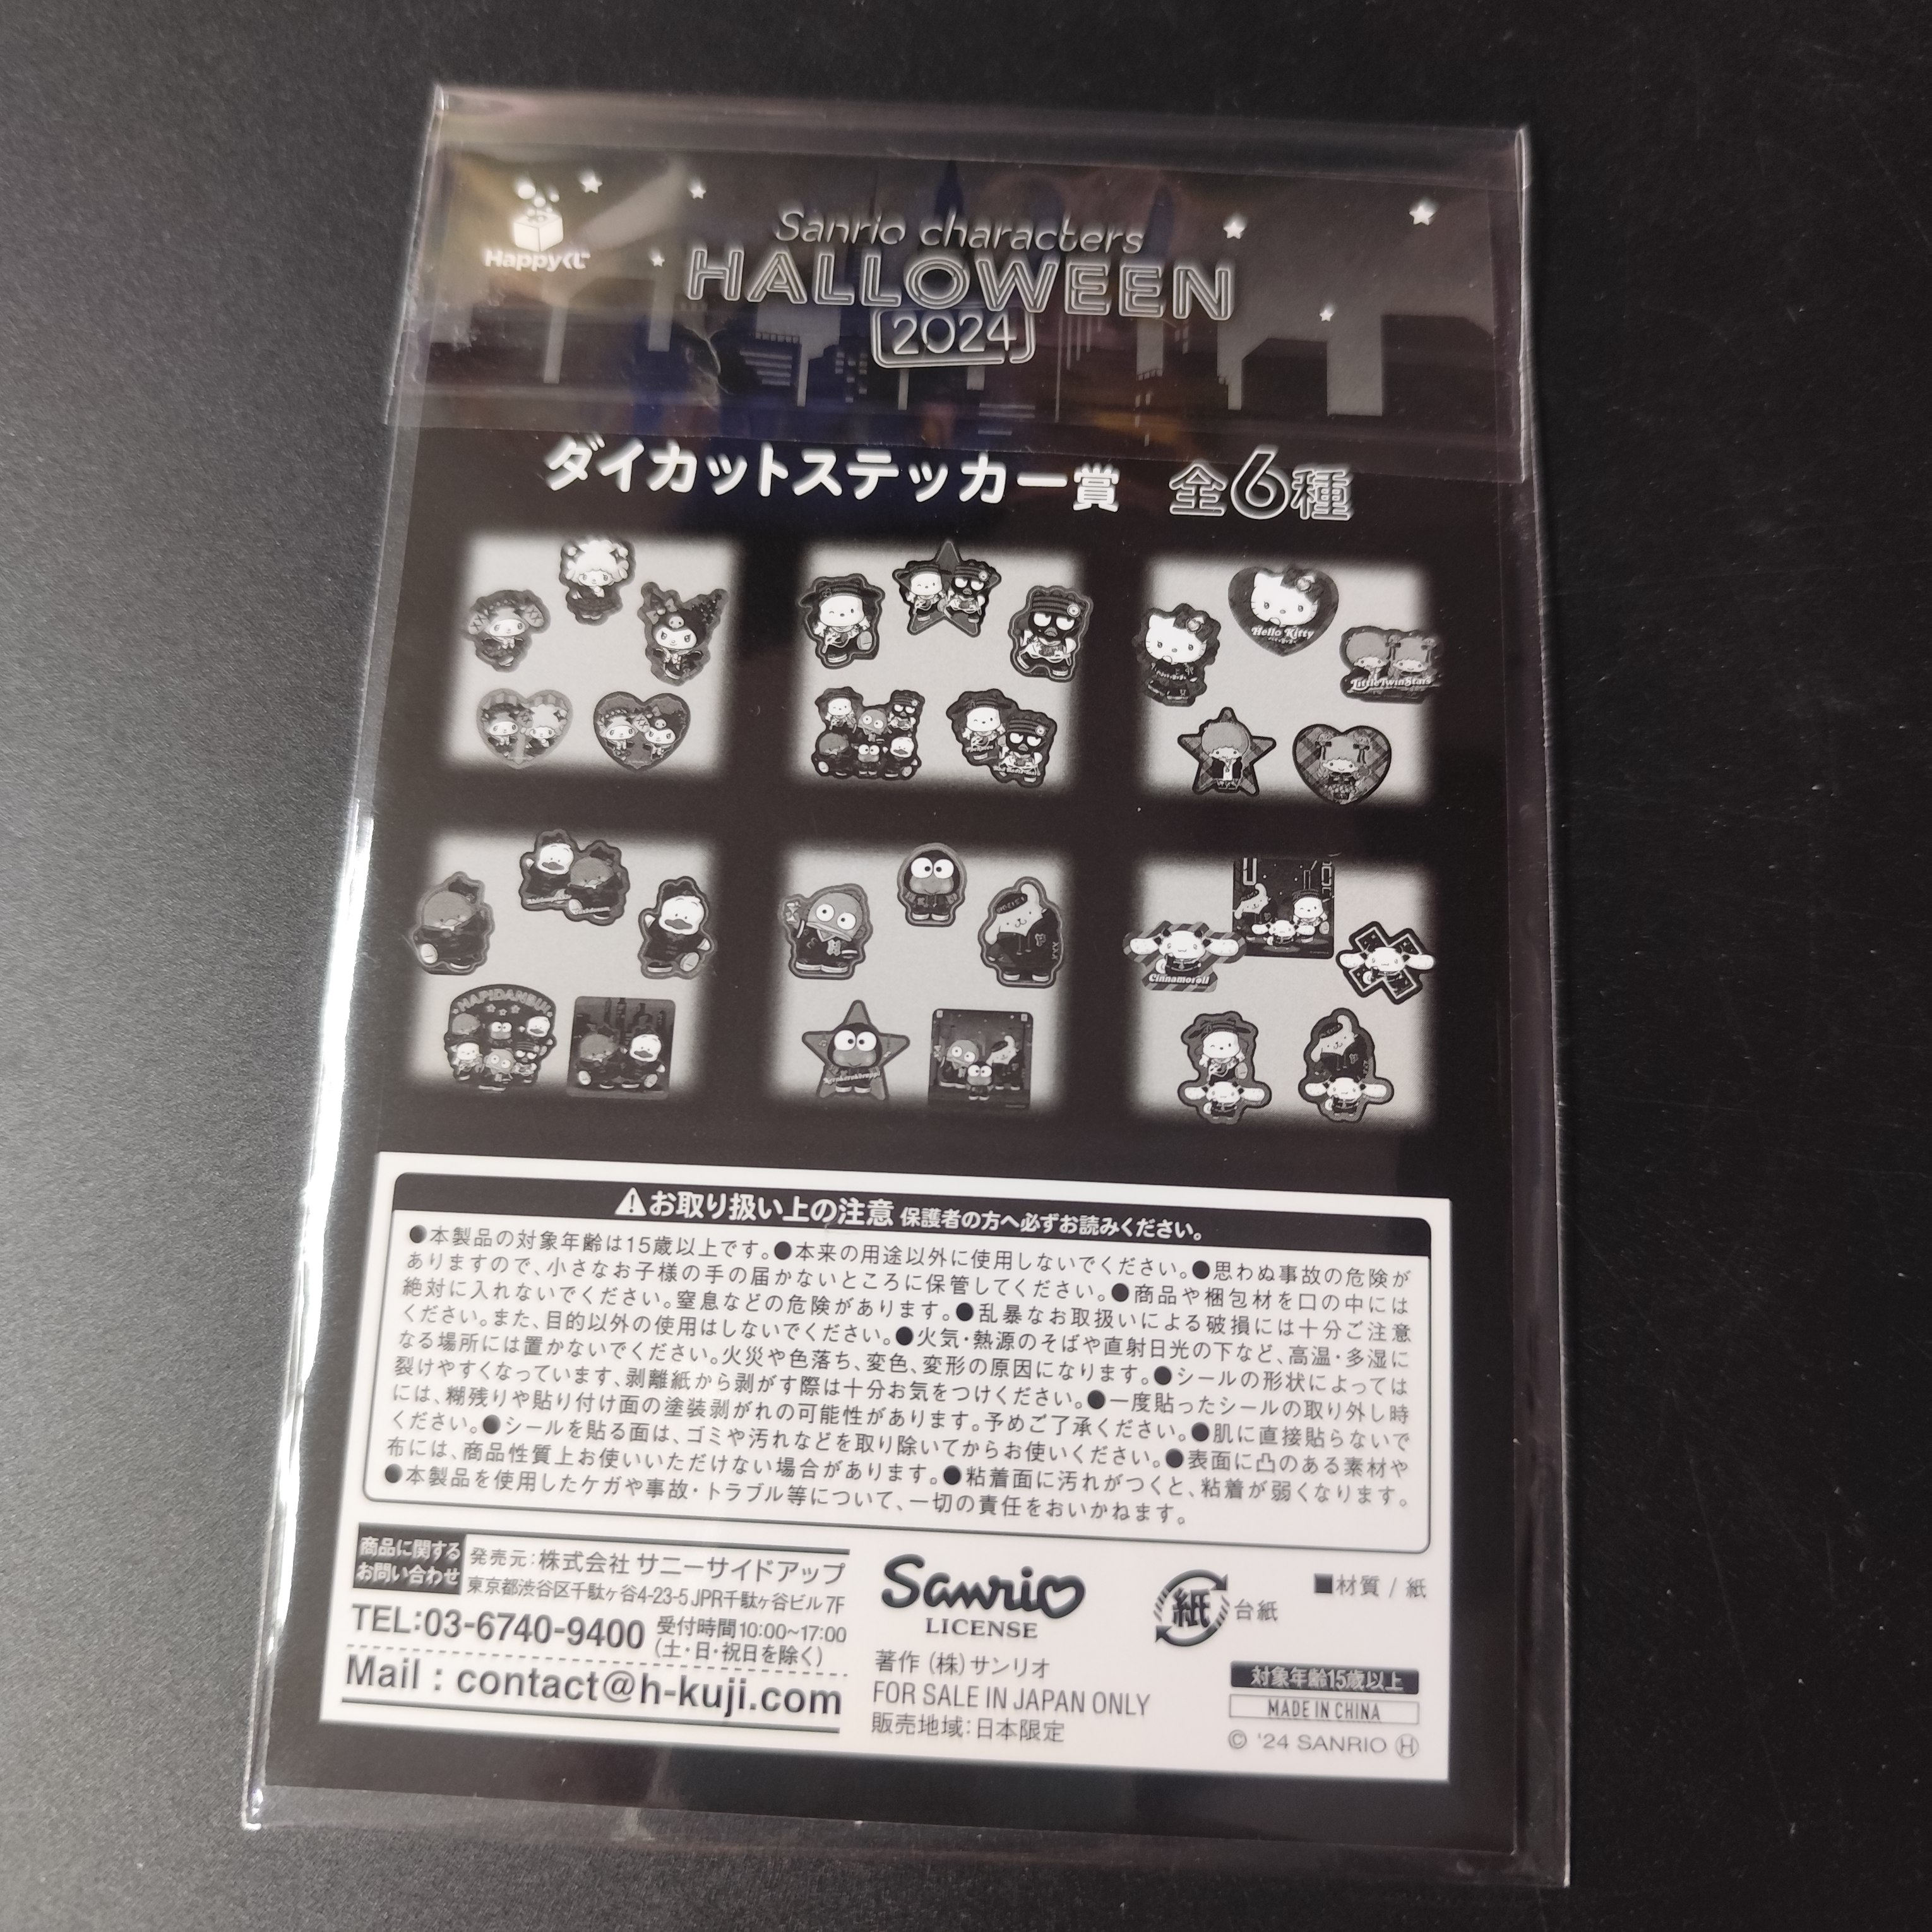 Happyくじ
Sanrio characters
HALLOWEEN
2024
ダイカットステッカー賞 全6種
Hello Kitty
LittleTwinStars
HAPIDANBUI
Cinnamoroll
⚠お取り扱い上の注意 保護者の方へ必ずお読みください。
●本製品の対象年齢は15歳以上です。●本来の用途以外に使用しないでください。●思わぬ事故の危険が
ありますので、小さなお子様の手の届かないところに保管してください。●商品や梱包材を口の中には
絶対に入れないでください。窒息などの危険があります。●乱暴なお取扱いによる破損には十分ご注意
ください。また、目的以外の使用はしないでください。●火気・熱源のそばや直射日光の下など、高温・多湿に
なる場所には置かないでください。火災や色落ち、変色、変形の原因になります。●シールの形状によっては
裂けやすくなっています、剥離紙から剥がす際は十分お気をつけください。●一度貼ったシールの取り外し時
には、糊残りや貼り付け面の塗装剥がれの可能性があります。予めご了承ください。●肌に直接貼らないで
ください。●シールを貼る面は、ゴミや汚れなどを取り除いてからお使いください。●表面に凸のある素材や
布には、商品性質上お使いいただけない場合があります。●粘着面に汚れがつくと、粘着が弱くなります。
●本製品を使用したケガや事故・トラブル等について、一切の責任をおいかねます。
商品に関する
お問い合わせ
発売元:株式会社 サニーサイドアップ
東京都渋谷区千駄ヶ谷4-23-5 JPR千駄ヶ谷ビル 7F
TEL:03-6740-9400 受付時間10:00~17:00
(土・日・祝日を除く)
Mail : contact@h-kuji.com
Sanrio
LICENSE
著作 (株)サンリオ
FOR SALE IN JAPAN ONLY
販売地域:日本限定
紙 台紙
■材質 / 紙
対象年齢15歳以上
MADE IN CHINA
© '24 SANRIO Ⓗ